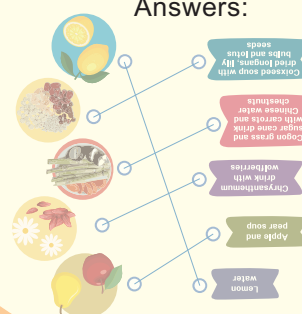 Answers:
Coixseed soup with
dried longans, lily
bulbs and lotus
seeds
Cogon grass and
sugar cane drink
with carrots and
Chinese water
chestnuts
Chrysanthemum
drink with
wolfberries
Apple and
pear soup
Lemon
water